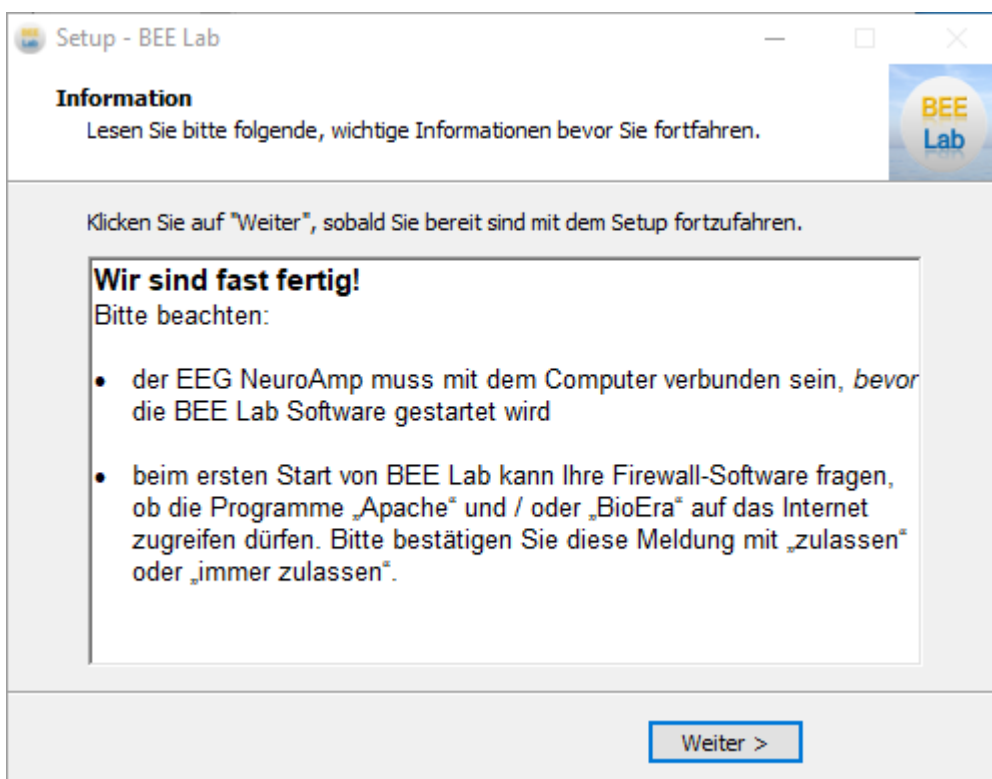 Setup - BEE Lab
Information
Lesen Sie bitte folgende, wichtige Informationen bevor Sie fortfahren.
BEE
Lab
Klicken Sie auf "Weiter", sobald Sie bereit sind mit dem Setup fortzufahren.
Wir sind fast fertig!
Bitte beachten:
• der EEG NeuroAmp muss mit dem Computer verbunden sein, bevor
die BEE Lab Software gestartet wird
• beim ersten Start von BEE Lab kann Ihre Firewall-Software fragen,
ob die Programme „Apache“ und / oder „BioEra“ auf das Internet
zugreifen dürfen. Bitte bestätigen Sie diese Meldung mit „zulassen“
oder „immer zulassen“.
Weiter >